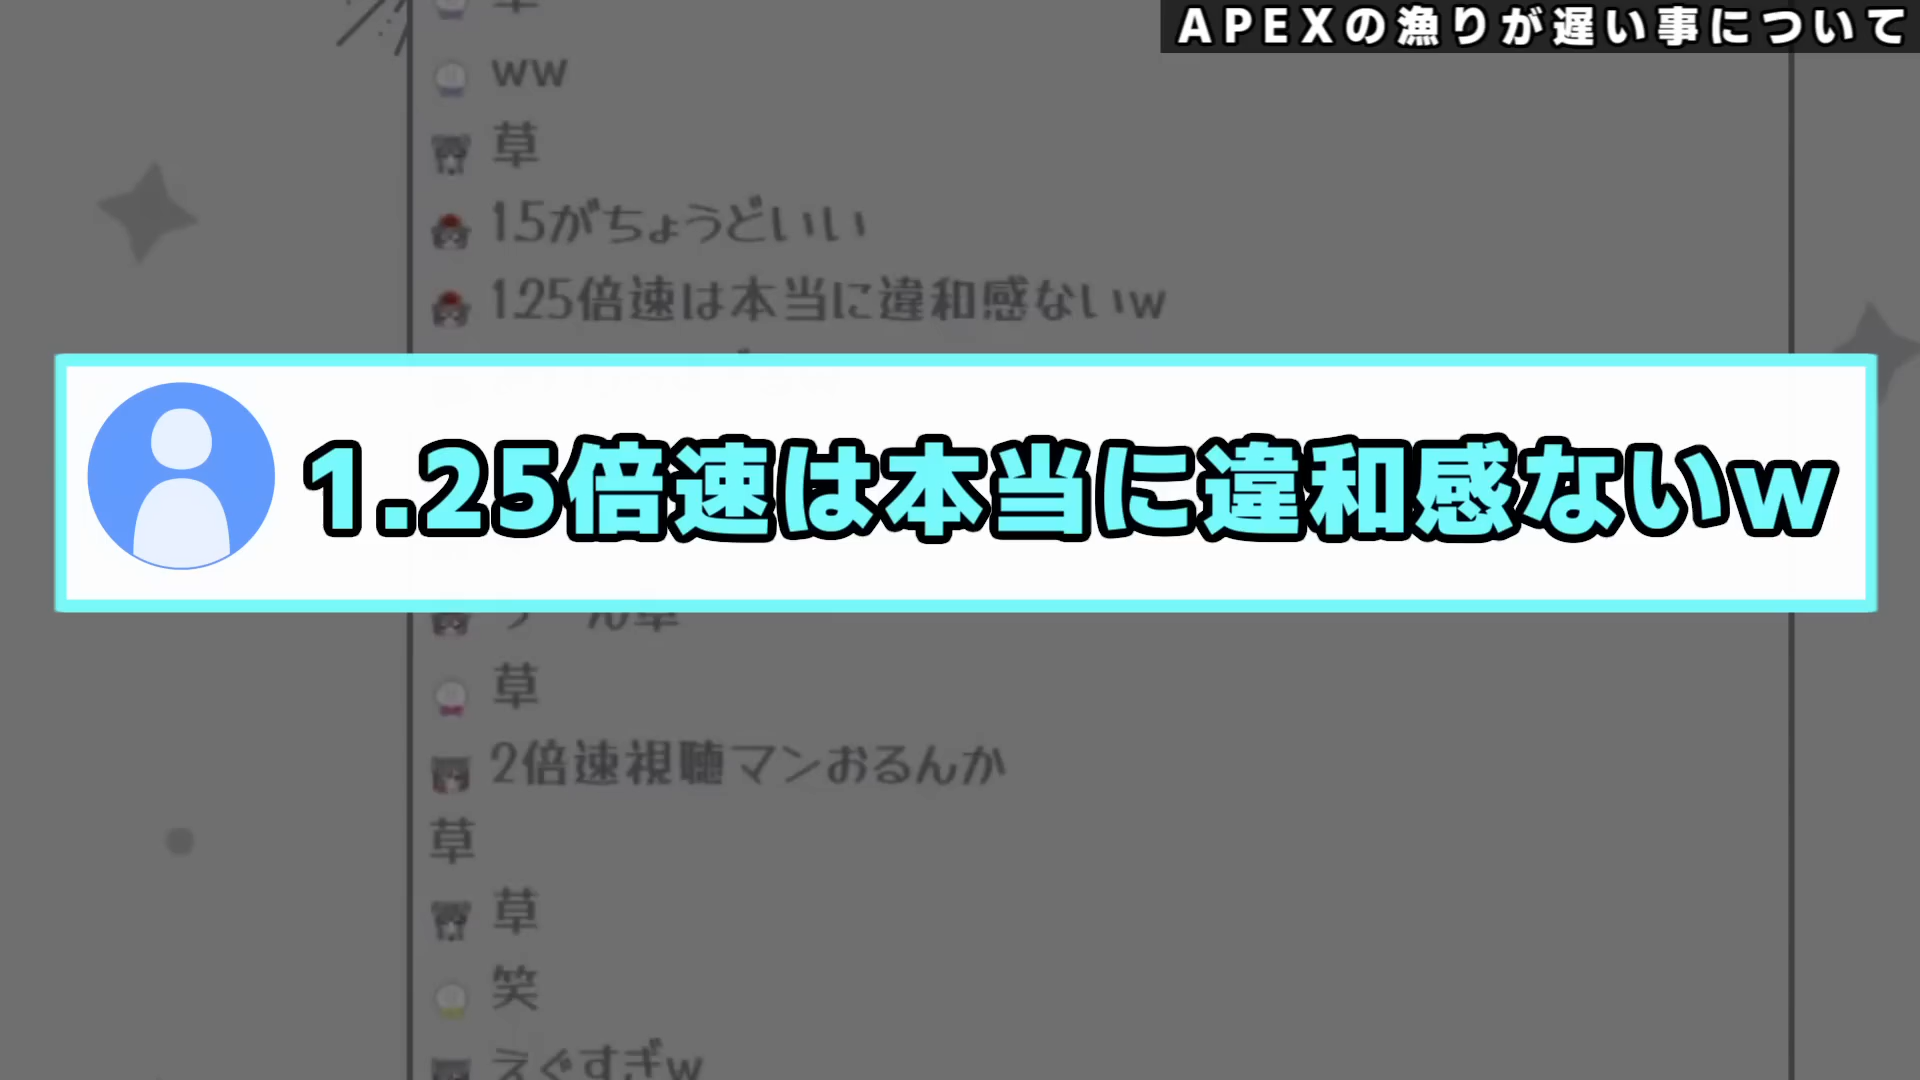 APEXの漁りが遅い事について
ww
草
1.5がちょうどいい
1.25倍速は本当に違和感ないw
1.25倍速は本当に違和感ないw
草
2倍速視聴マンおるんか
草
草
笑
えぐすぎw